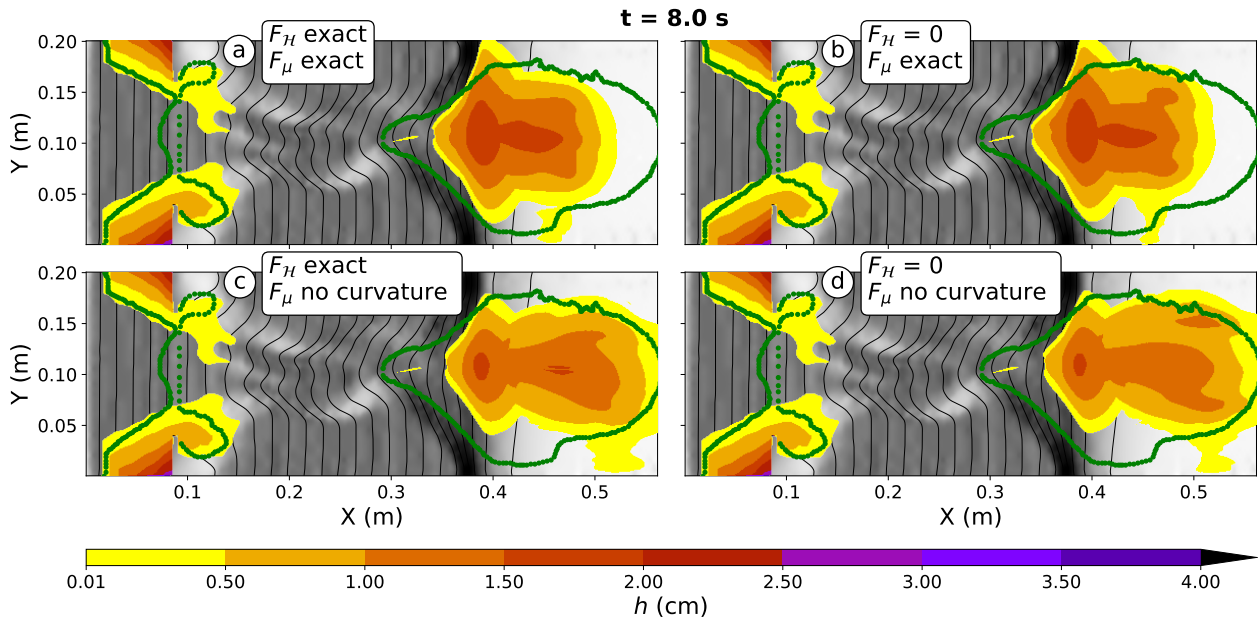 t = 8.0 s
a
F_ℋ exact
F_μ exact
b
F_ℋ = 0
F_μ exact
0.20
0.15
0.10
0.05
Y (m)
c
F_ℋ exact
F_μ no curvature
d
F_ℋ = 0
F_μ no curvature
0.20
0.15
0.10
0.05
Y (m)
0.1 0.2 0.3 0.4 0.5
0.1 0.2 0.3 0.4 0.5
X (m)
X (m)
0.01 0.50 1.00 1.50 2.00 2.50 3.00 3.50 4.00
h (cm)